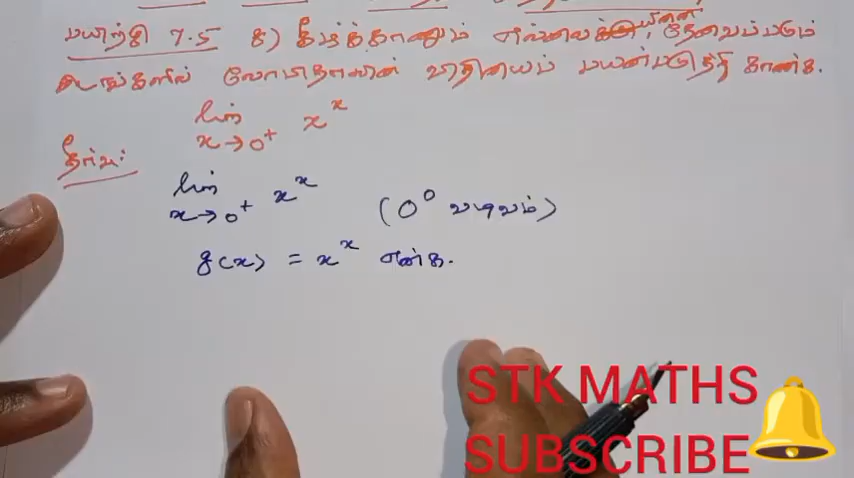 பயிற்சி 7.5 8) கீழ்க்காணும் எல்லைக்கு யினை, தேவைப்படும்
இடங்களில் லோபிதாலின் விதியைப் பயன்படுத்தி காண்க.
lim x→0⁺ xˣ
தீர்வு:
lim x→0⁺ xˣ (0⁰ வடிவம்)
g(x) = xˣ என்க.
STK MATHS
SUBSCRIBE